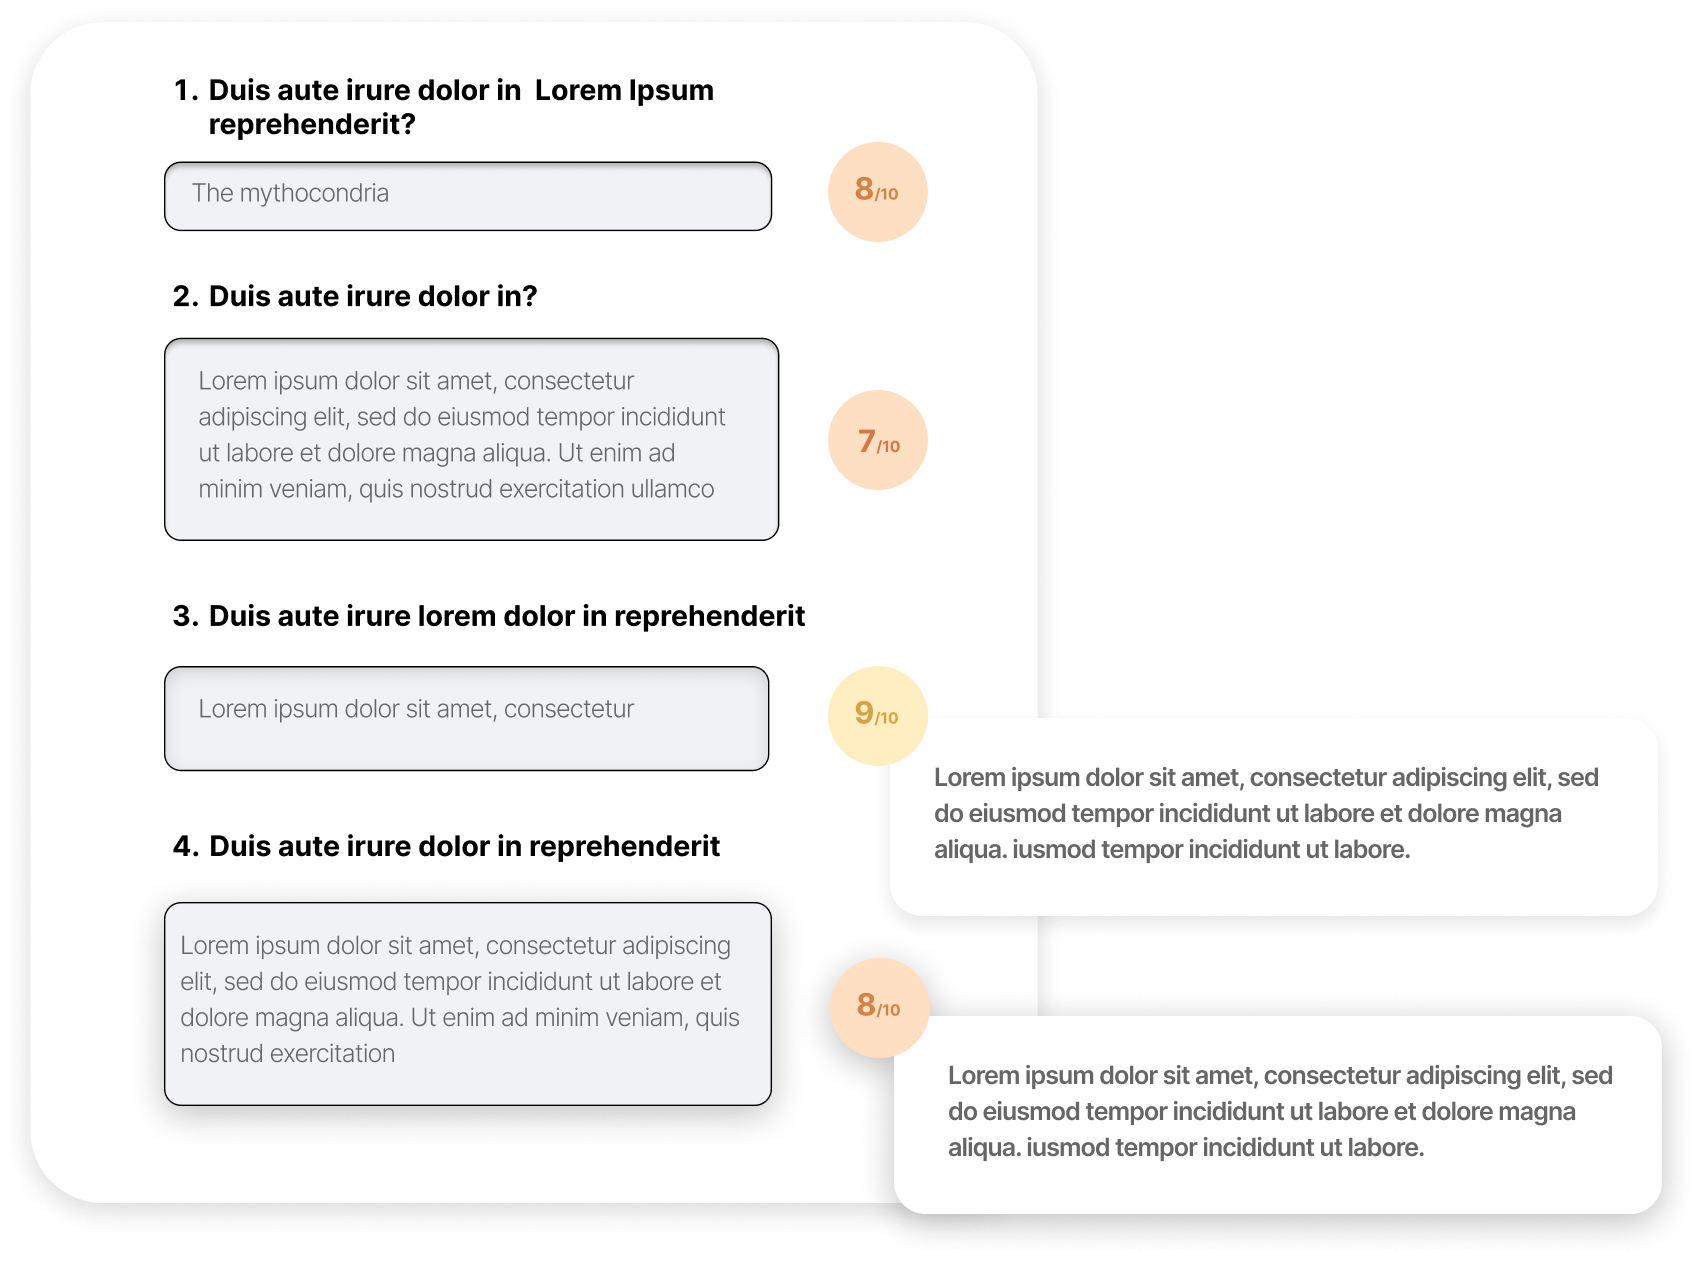 1. Duis aute irure dolor in  Lorem Ipsum
reprehenderit?
The mythocondria
8/10
2. Duis aute irure dolor in?
Lorem ipsum dolor sit amet, consectetur
adipiscing elit, sed do eiusmod tempor incididunt
ut labore et dolore magna aliqua. Ut enim ad
minim veniam, quis nostrud exercitation ullamco
7/10
3. Duis aute irure lorem dolor in reprehenderit
Lorem ipsum dolor sit amet, consectetur
9/10
Lorem ipsum dolor sit amet, consectetur adipiscing elit, sed
do eiusmod tempor incididunt ut labore et dolore magna
aliqua. iusmod tempor incididunt ut labore.
4. Duis aute irure dolor in reprehenderit
Lorem ipsum dolor sit amet, consectetur adipiscing
elit, sed do eiusmod tempor incididunt ut labore et
dolore magna aliqua. Ut enim ad minim veniam, quis
nostrud exercitation
8/10
Lorem ipsum dolor sit amet, consectetur adipiscing elit, sed
do eiusmod tempor incididunt ut labore et dolore magna
aliqua. iusmod tempor incididunt ut labore.